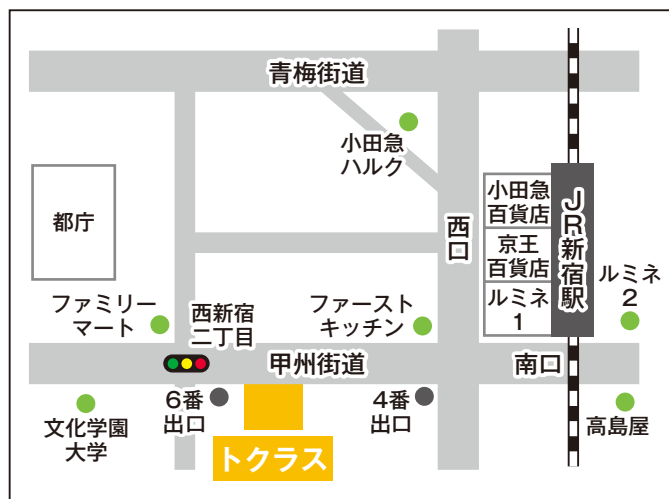 青梅街道
小田急
ハルク
都庁
西口
小田急
百貨店
京王
百貨店
ルミネ
1
JR新宿駅
ルミネ
2
ファミリー
マート
西新宿
二丁目
ファースト
キッチン
甲州街道
南口
文化学園
大学
6番
出口
トクラス
4番
出口
高島屋